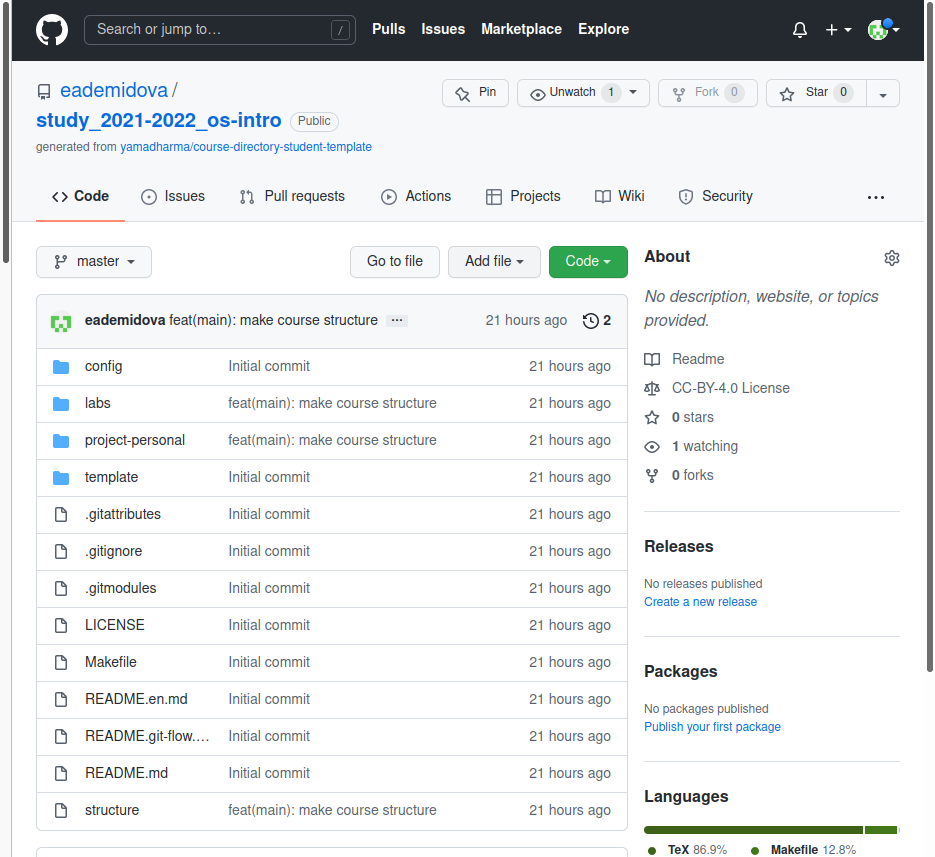 Search or jump to… /
Pulls Issues Marketplace Explore
eademidova /
study_2021-2022_os-intro Public
generated from yamadharma/course-directory-student-template
Pin Unwatch 1 Fork 0 Star 0
Code Issues Pull requests Actions Projects Wiki Security ...
master Go to file Add file Code
eademidova feat(main): make course structure ... 21 hours ago 2
config Initial commit 21 hours ago
labs feat(main): make course structure 21 hours ago
project-personal feat(main): make course structure 21 hours ago
template Initial commit 21 hours ago
.gitattributes Initial commit 21 hours ago
.gitignore Initial commit 21 hours ago
.gitmodules Initial commit 21 hours ago
LICENSE Initial commit 21 hours ago
Makefile Initial commit 21 hours ago
README.en.md Initial commit 21 hours ago
README.git-flow.… Initial commit 21 hours ago
README.md Initial commit 21 hours ago
structure feat(main): make course structure 21 hours ago
About
No description, website, or topics
provided.
Readme
CC-BY-4.0 License
0 stars
1 watching
0 forks
Releases
No releases published
Create a new release
Packages
No packages published
Publish your first package
Languages
TeX 86.9% Makefile 12.8%